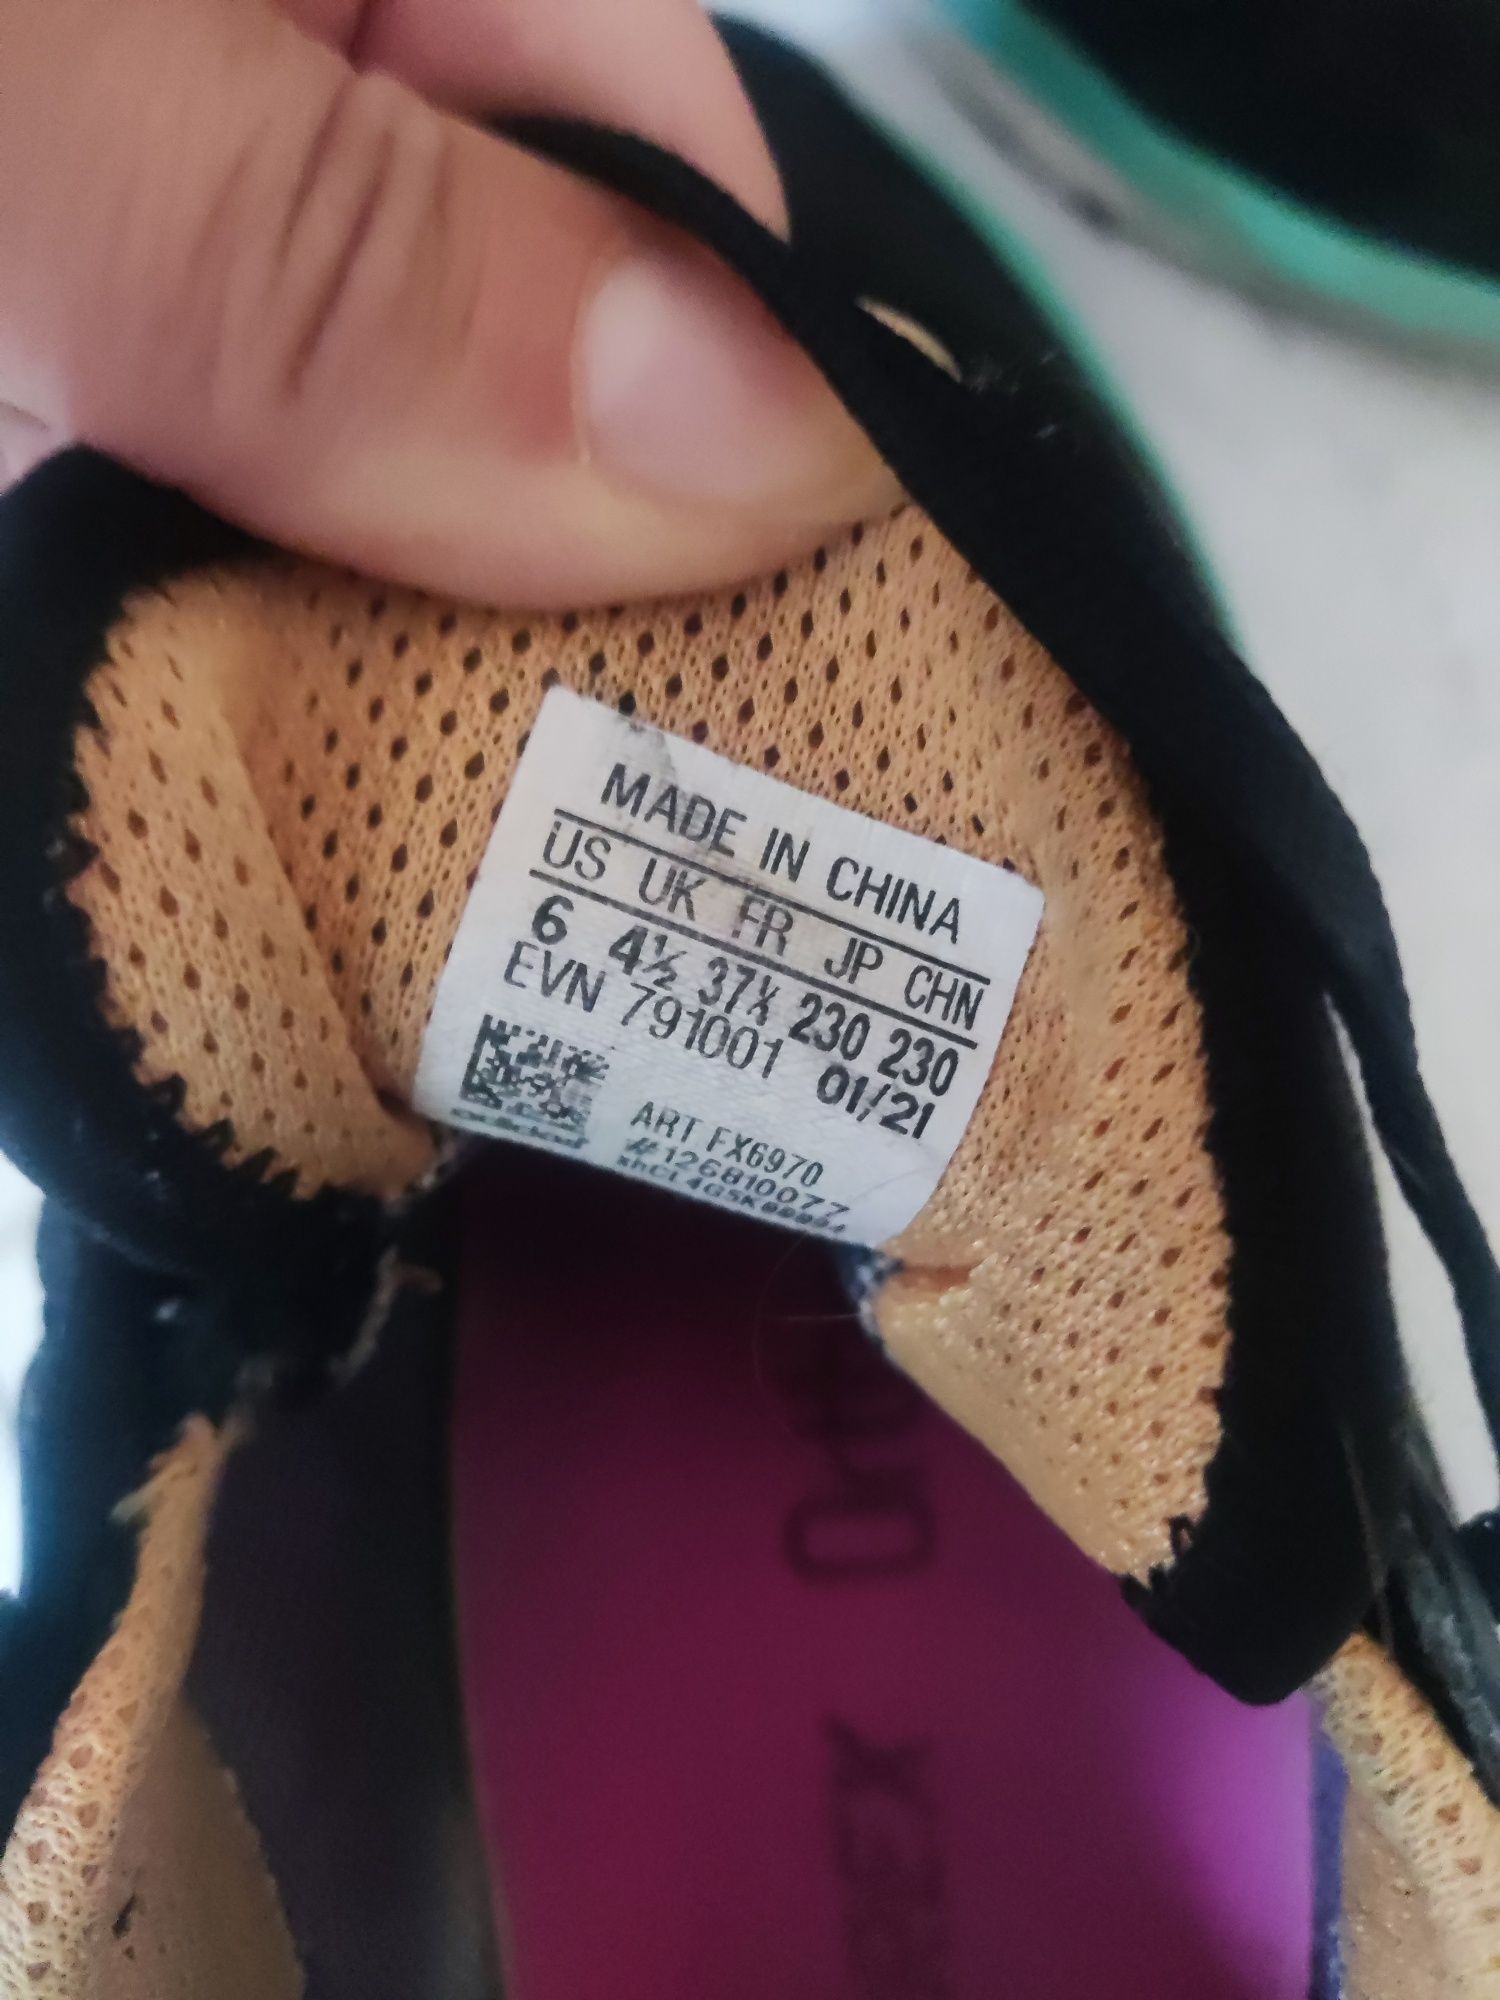 MADE IN CHINA
US UK FR JP CHN
6 4½ 37⅓ 230 230
EVN 791001 01/21
ART FX6970
#126810077
Ortho